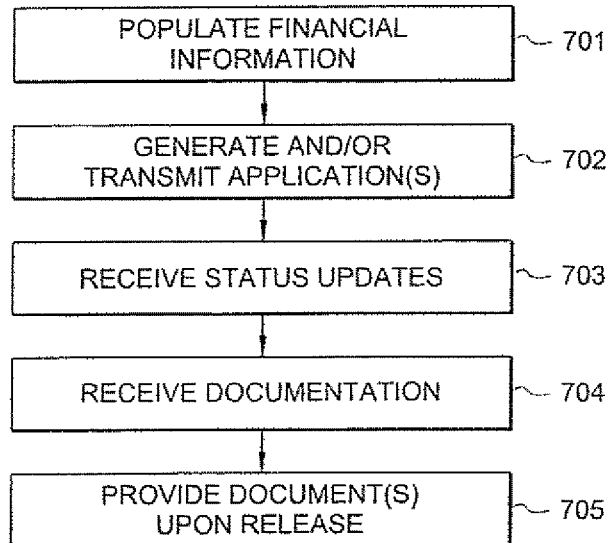 POPULATE FINANCIAL
INFORMATION
701
GENERATE AND/OR
TRANSMIT APPLICATION(S)
702
RECEIVE STATUS UPDATES
703
RECEIVE DOCUMENTATION
704
PROVIDE DOCUMENT(S)
UPON RELEASE
705